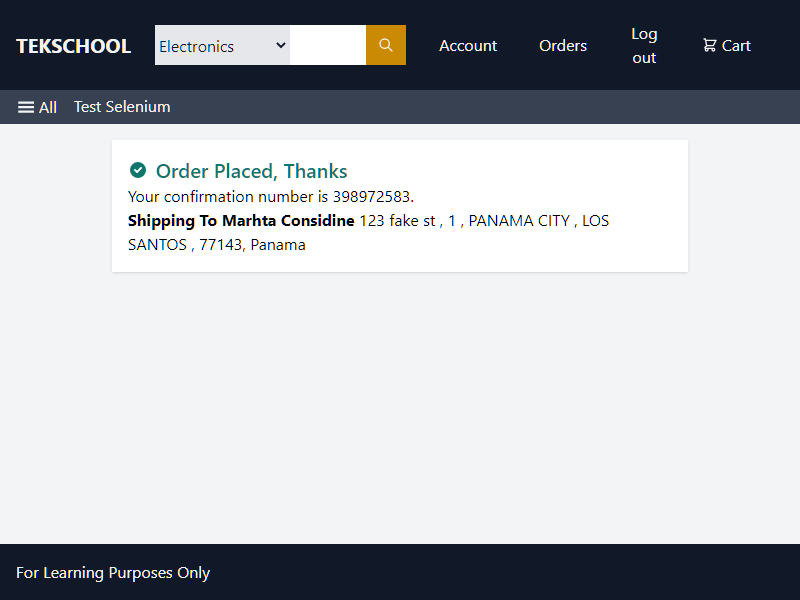 TEKSCHOOL
Electronics
Account
Orders
Log
out
Cart
All
Test Selenium
Order Placed, Thanks
Your confirmation number is 398972583.
Shipping To Marhta Considine 123 fake st , 1 , PANAMA CITY , LOS
SANTOS , 77143, Panama
For Learning Purposes Only